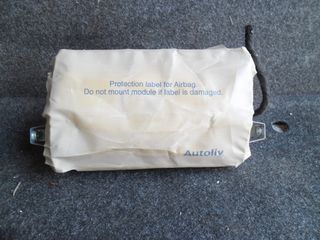 Protection label for Airbag.
Do not mount module if label is damaged.
Autoliv